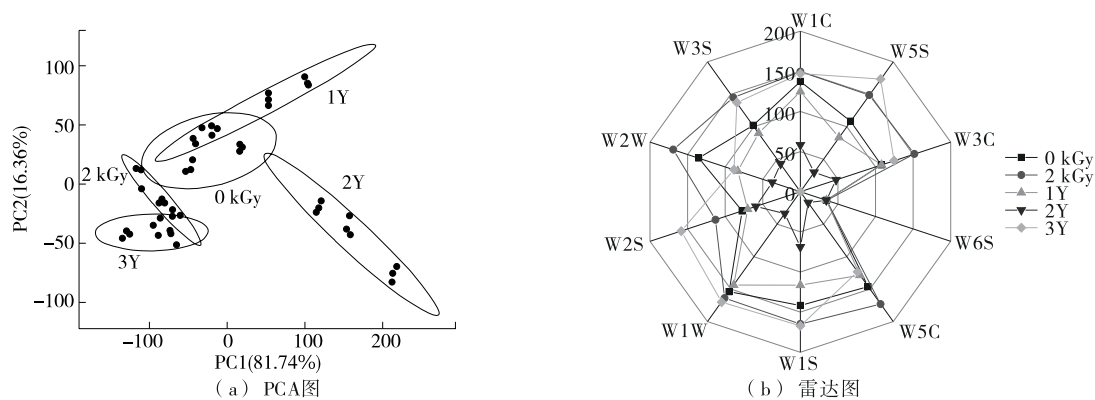 100
50
0
−50
−100
PC2(16.36%)
1Y
2 kGy
0 kGy
2Y
3Y
−100
0
100
200
PC1(81.74%)
(a) PCA图
W1C
W5S
W3C
W6S
W5C
W1S
W1W
W2S
W2W
W3S
200
150
100
50
0
0 kGy
2 kGy
1Y
2Y
3Y
(b) 雷达图